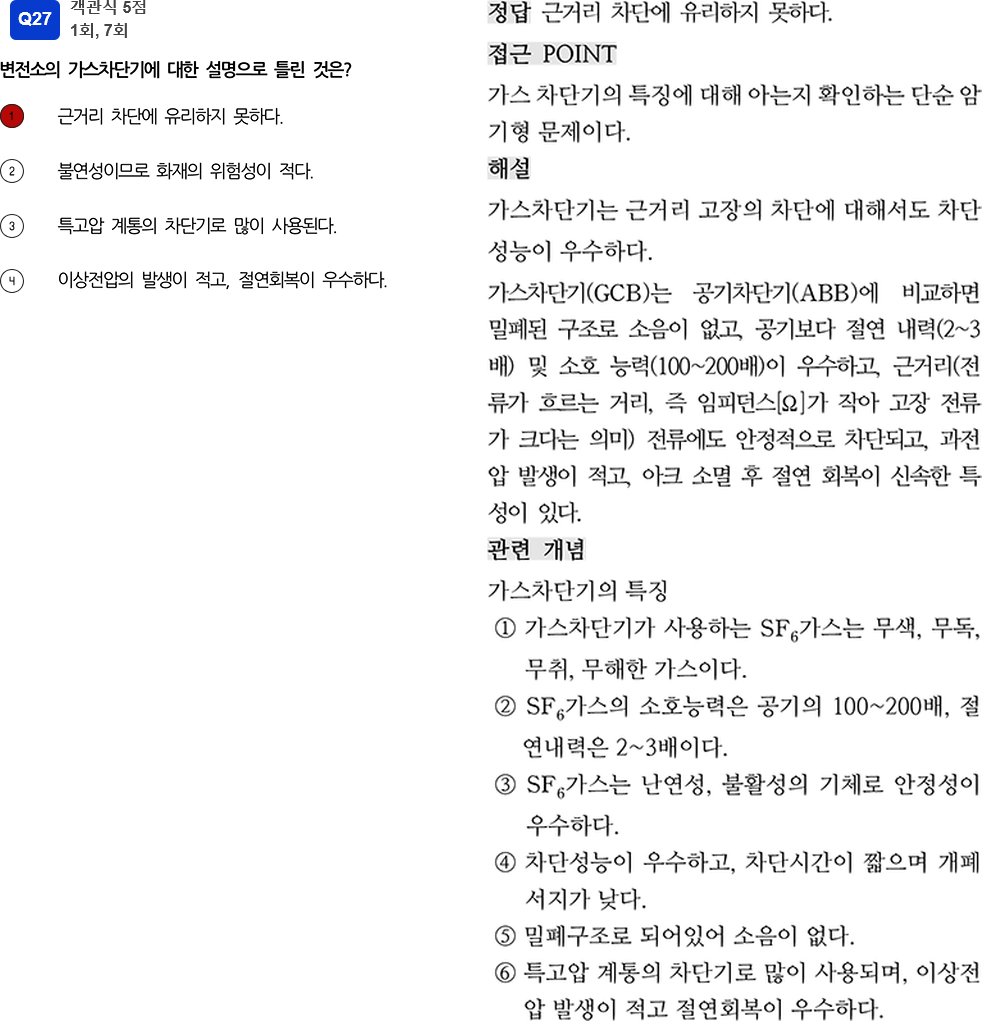 Q27
객관식 5점
1회, 7회
변전소의 가스차단기에 대한 설명으로 틀린 것은?
1 근거리 차단에 유리하지 못하다.
2 불연성이므로 화재의 위험성이 적다.
3 특고압 계통의 차단기로 많이 사용된다.
4 이상전압의 발생이 적고, 절연회복이 우수하다.
정답 근거리 차단에 유리하지 못하다.
접근 POINT
가스 차단기의 특징에 대해 아는지 확인하는 단순 암
기형 문제이다.
해설
가스차단기는 근거리 고장의 차단에 대해서도 차단
성능이 우수하다.
가스차단기(GCB)는 공기차단기(ABB)에 비교하면
밀폐된 구조로 소음이 없고, 공기보다 절연 내력(2~3
배) 및 소호 능력(100~200배)이 우수하고, 근거리(전
류가 흐르는 거리, 즉 임피던스[Ω]가 작아 고장 전류
가 크다는 의미) 전류에도 안정적으로 차단되고, 과전
압 발생이 적고, 아크 소멸 후 절연 회복이 신속한 특
성이 있다.
관련 개념
가스차단기의 특징
① 가스차단기가 사용하는 SF₆가스는 무색, 무독,
무취, 무해한 가스이다.
② SF₆가스의 소호능력은 공기의 100~200배, 절
연내력은 2~3배이다.
③ SF₆가스는 난연성, 불활성의 기체로 안정성이
우수하다.
④ 차단성능이 우수하고, 차단시간이 짧으며 개폐
서지가 낮다.
⑤ 밀폐구조로 되어있어 소음이 없다.
⑥ 특고압 계통의 차단기로 많이 사용되며, 이상전
압 발생이 적고 절연회복이 우수하다.